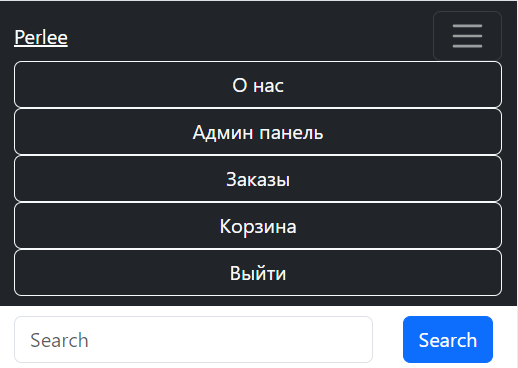 Perlee
О нас
Админ панель
Заказы
Корзина
Выйти
Search Search